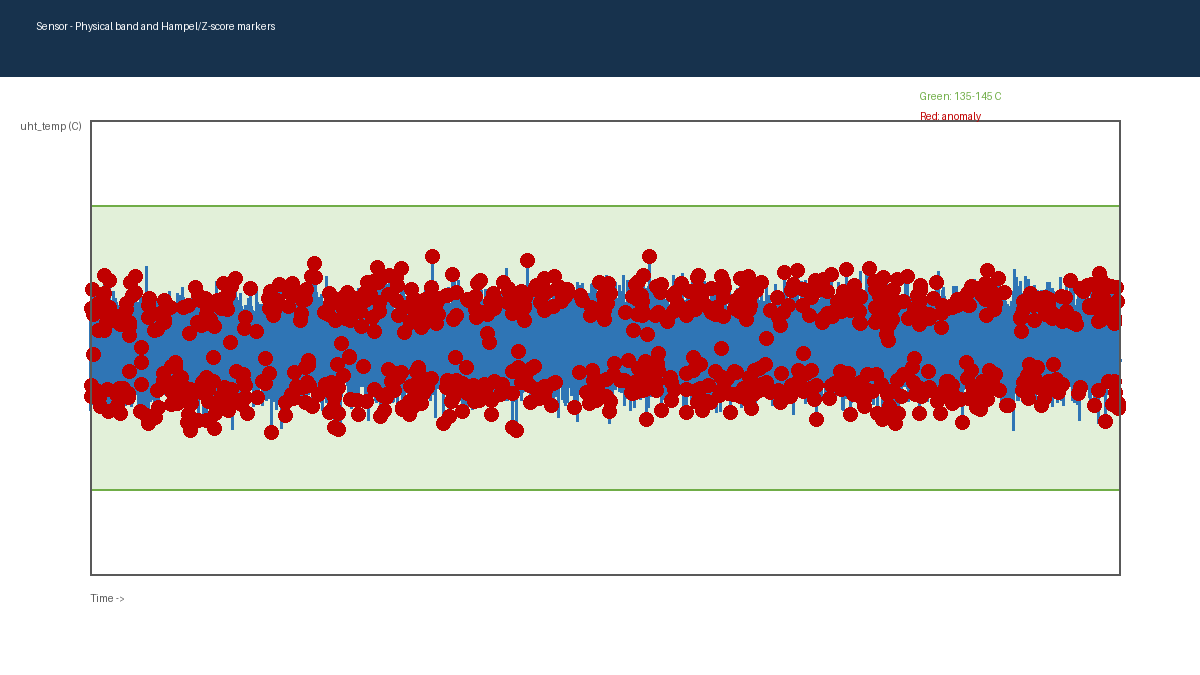 Sensor - Physical band and Hampel/Z-score markers
Green: 135-145 C
Red: anomaly
uht_temp (C)
Time ->